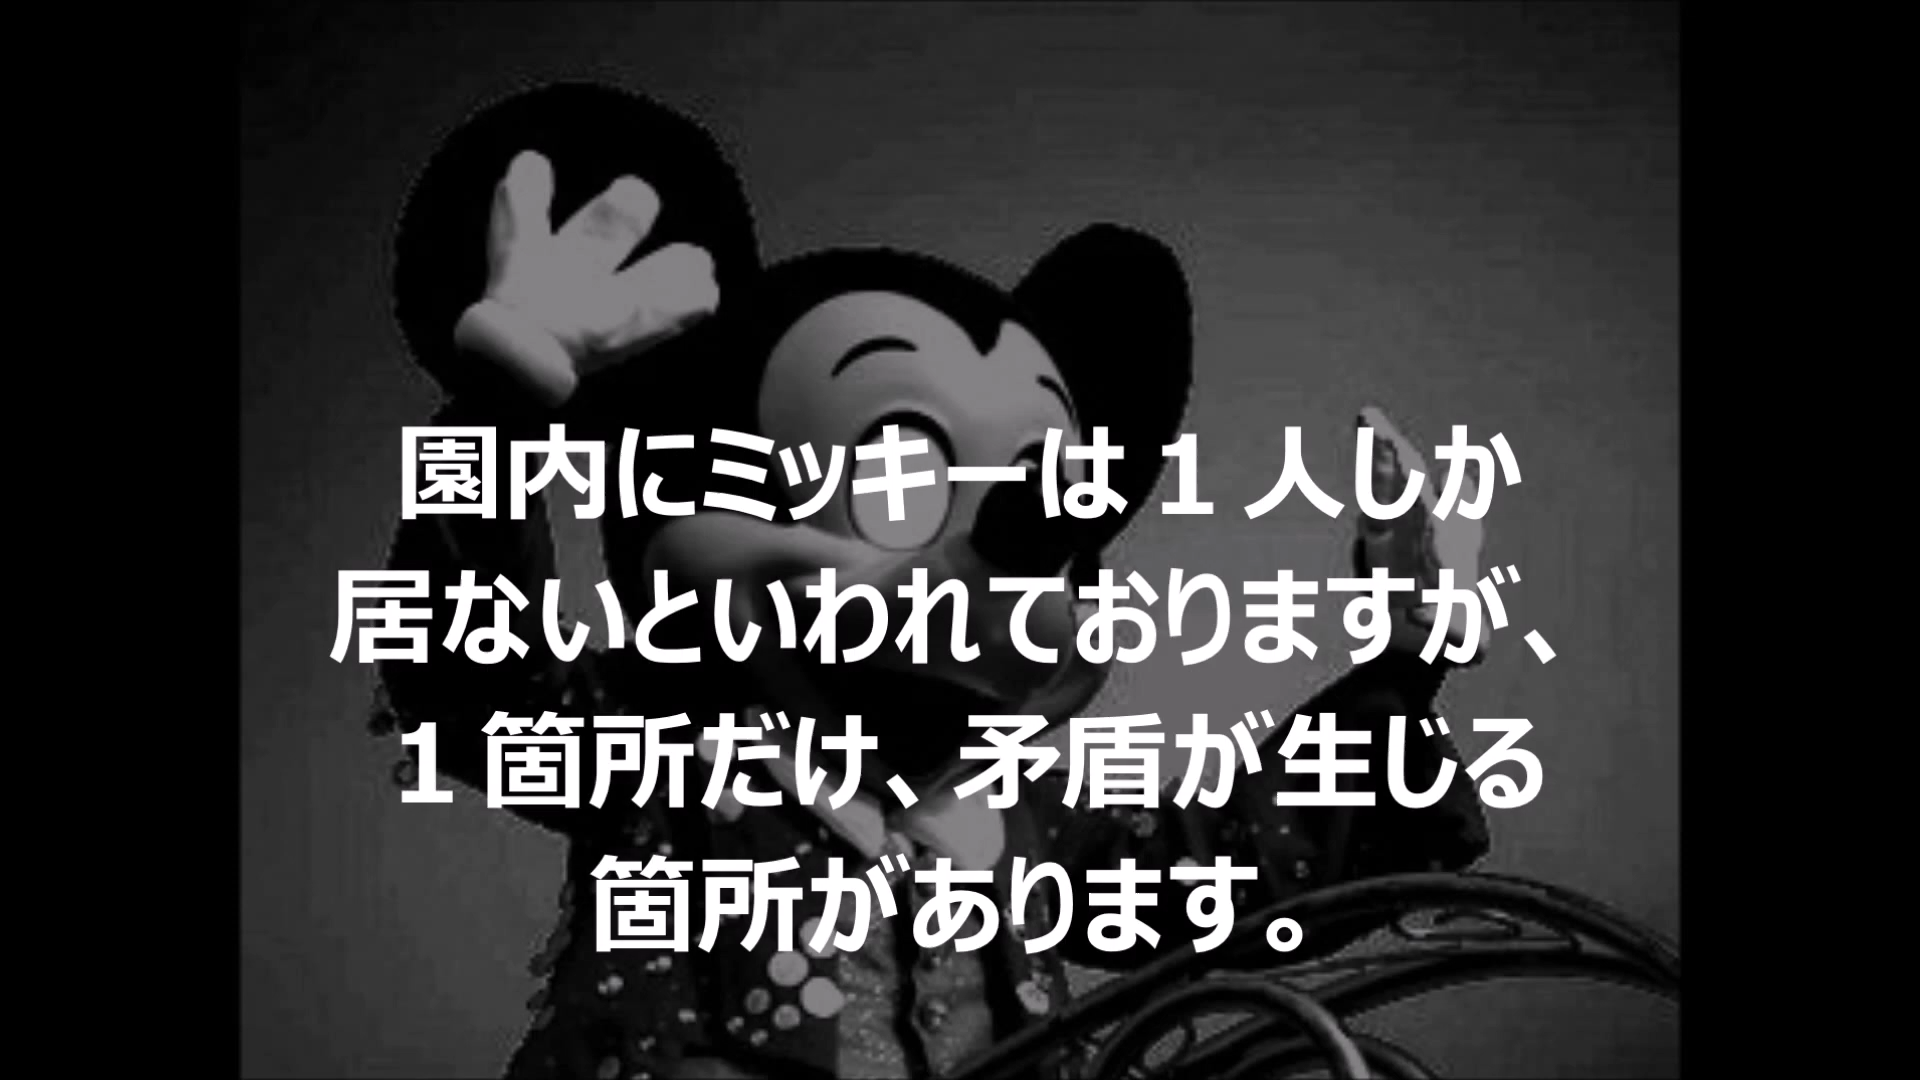 園内にミッキーは１人しか
居ないといわれておりますが、
１箇所だけ、矛盾が生じる
箇所があります。